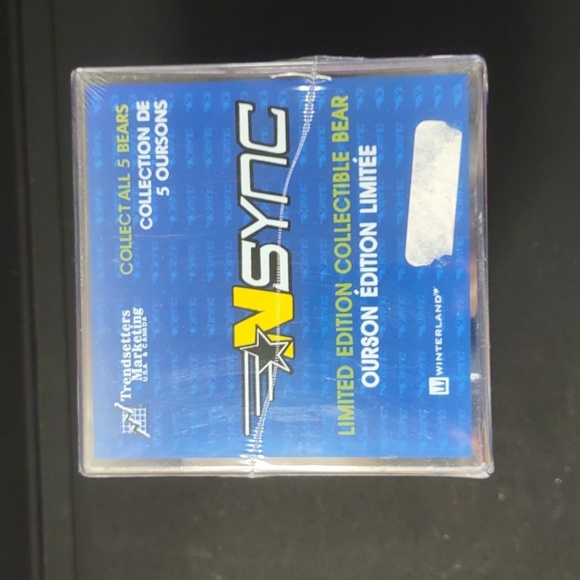 Trendsetters
Marketing
U.S.A. & CANADA
COLLECT ALL 5 BEARS
COLLECTION DE
5 OURSONS
NSYNC
LIMITED EDITION COLLECTIBLE BEAR
OURSON ÉDITION LIMITÉE
WINTERLAND